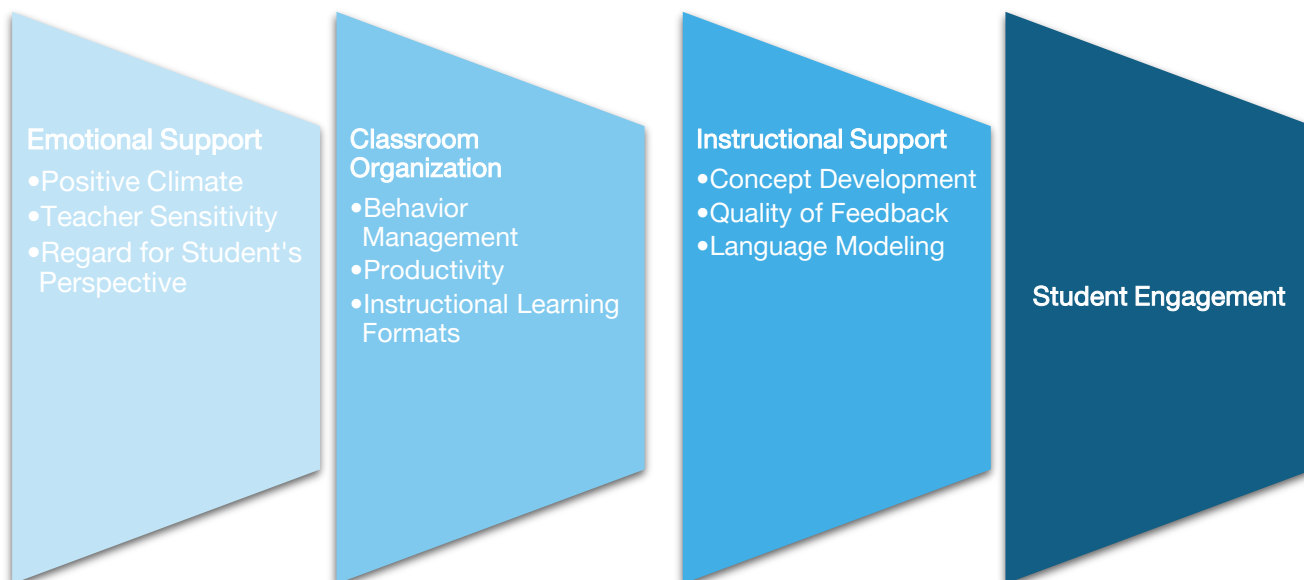 Emotional Support
•Positive Climate
•Teacher Sensitivity
•Regard for Student's
Perspective
Classroom
Organization
•Behavior
Management
•Productivity
•Instructional Learning
Formats
Instructional Support
•Concept Development
•Quality of Feedback
•Language Modeling
Student Engagement